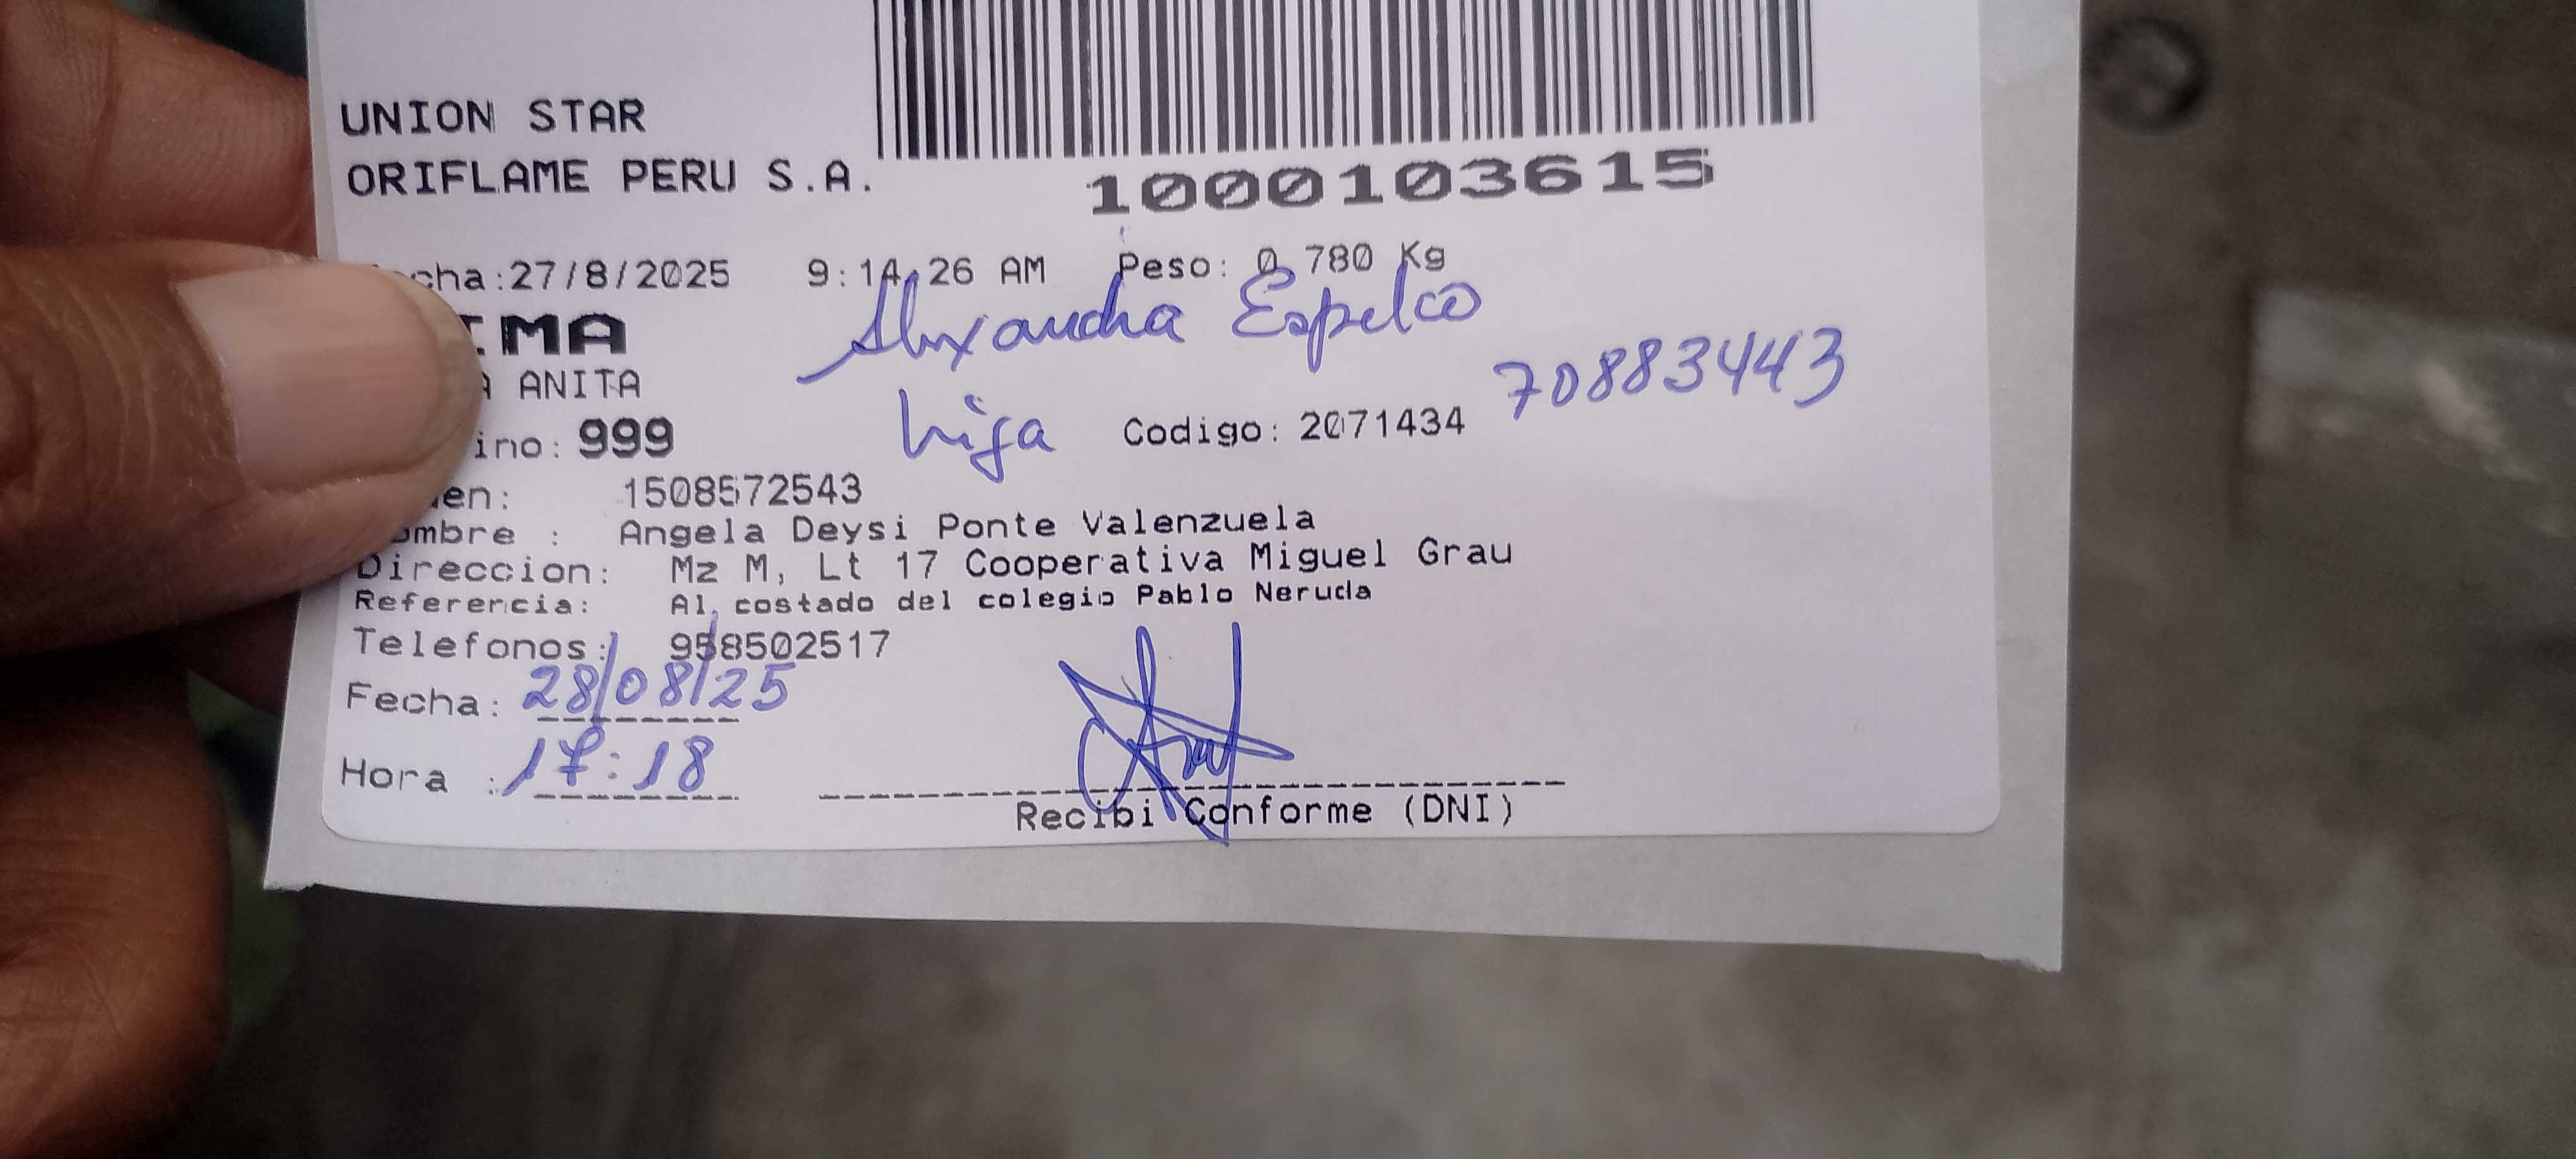 UNION STAR
ORIFLAME PERU S.A.
1000103615
cha:27/8/2025 9:14:26 AM Peso: 0.780 Kg
IMA
Alexandra Espelco
A ANITA
70883443
ino: 999
hija Codigo: 2071434
en: 1508572543
ombre : Angela Deysi Ponte Valenzuela
Direccion: Mz M, Lt 17 Cooperativa Miguel Grau
Referencia: Al costado del colegio Pablo Neruda
Telefonos: 958502517
Fecha: 28/08/25
Hora : 17:18
Recibi Conforme (DNI)